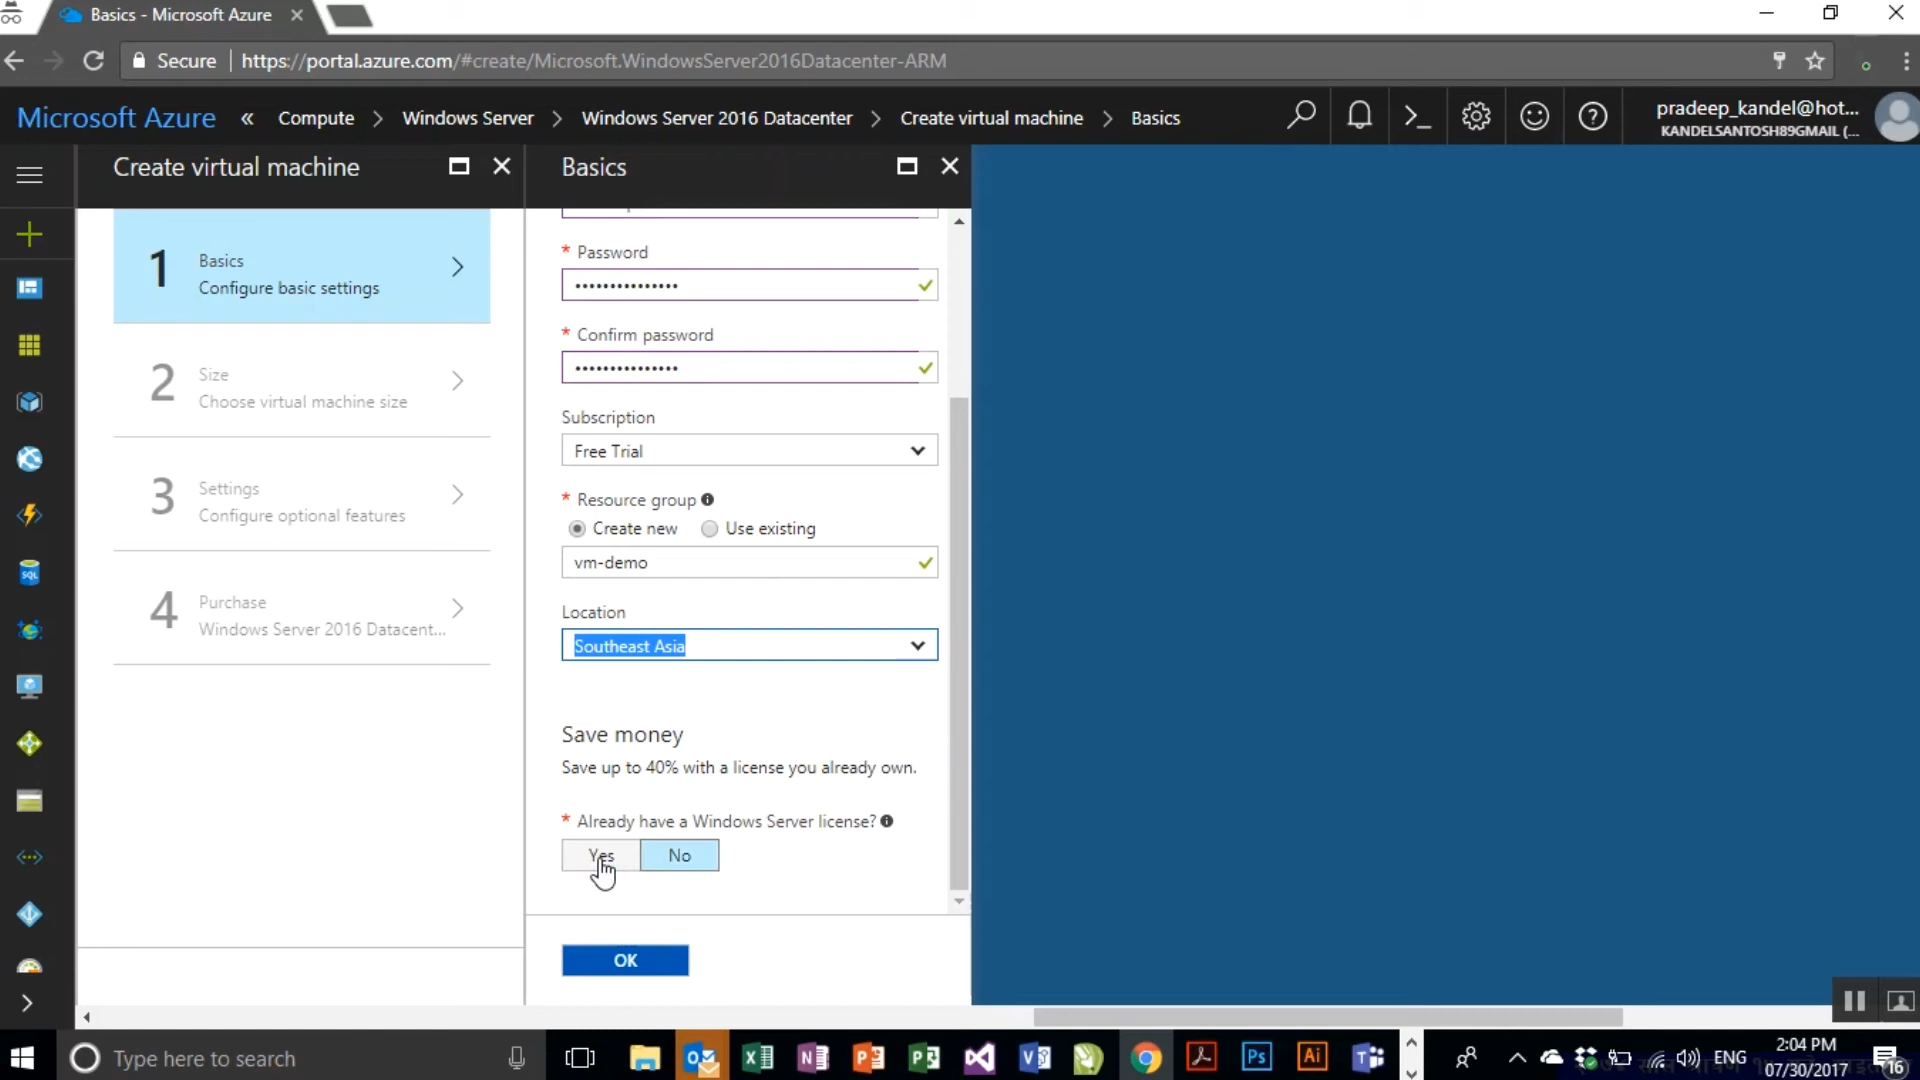 Basics - Microsoft Azure
Secure
https://portal.azure.com/#create/Microsoft.WindowsServer2016Datacenter-ARM
Microsoft Azure « Compute > Windows Server > Windows Server 2016 Datacenter > Create virtual machine > Basics
pradeep_kandel@hot...
KANDELSANTOSH89GMAIL (...
Create virtual machine
Basics
1
Basics
Configure basic settings
2
Size
Choose virtual machine size
3
Settings
Configure optional features
4
Purchase
Windows Server 2016 Datacent...
* Password
* Confirm password
Subscription
Free Trial
* Resource group
Create new
Use existing
vm-demo
Location
Southeast Asia
Save money
Save up to 40% with a license you already own.
* Already have a Windows Server license?
Yes
No
OK
SQL
Type here to search
Ps
Ai
ENG
2:04 PM
07/30/2017
16